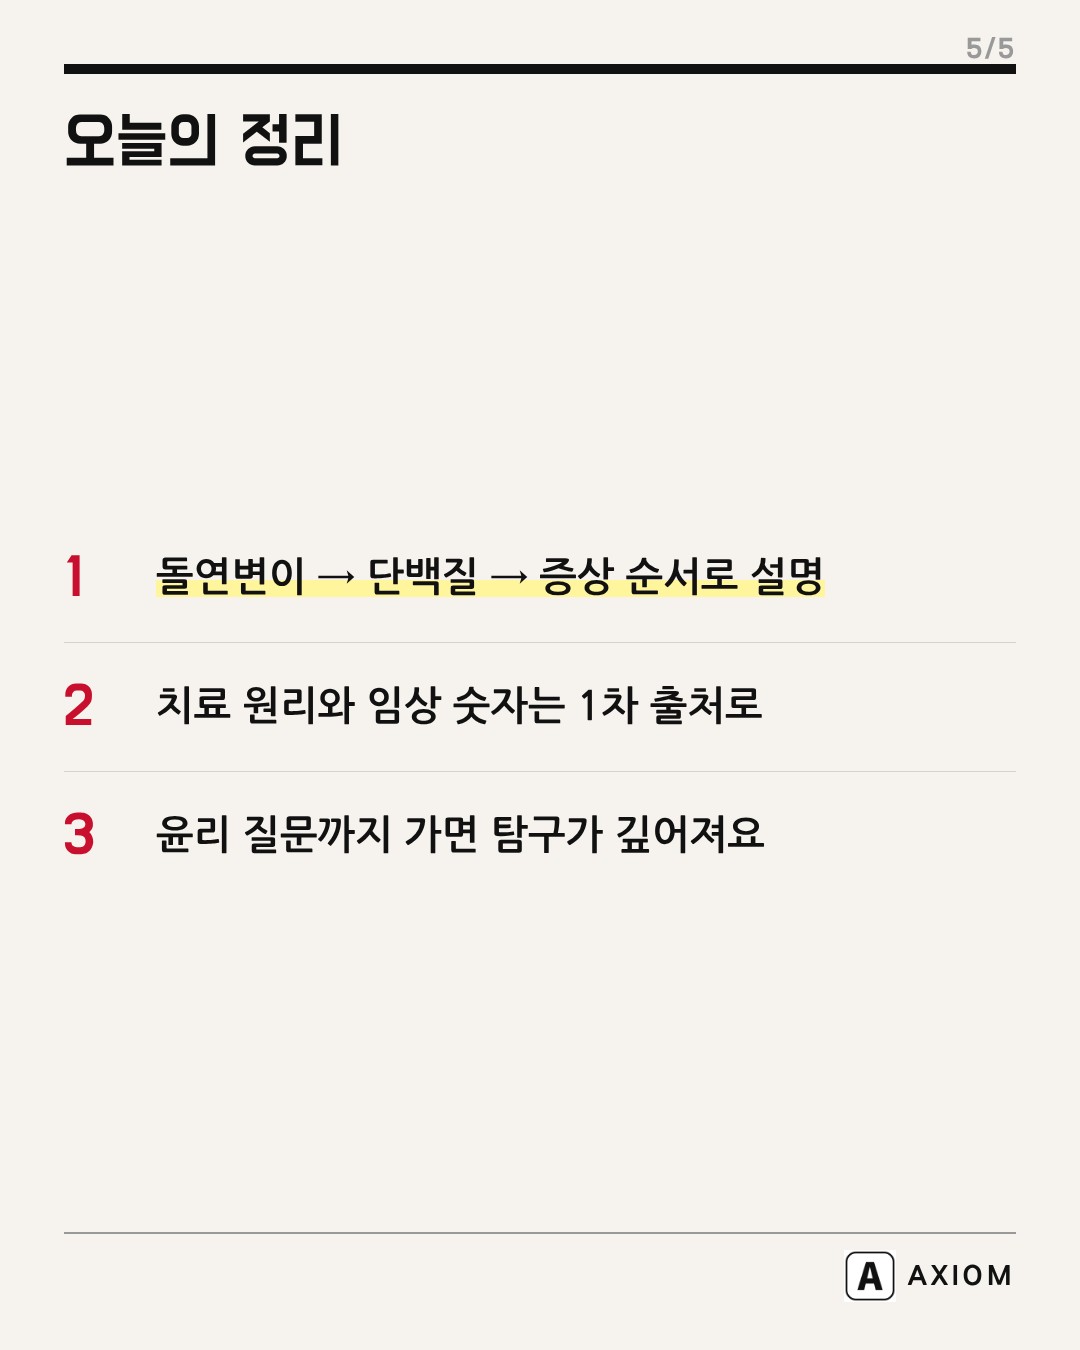 5/5
오늘의 정리
1 돌연변이 → 단백질 → 증상 순서로 설명
2 치료 원리와 임상 숫자는 1차 출처로
3 윤리 질문까지 가면 탐구가 깊어져요
A AXIOM